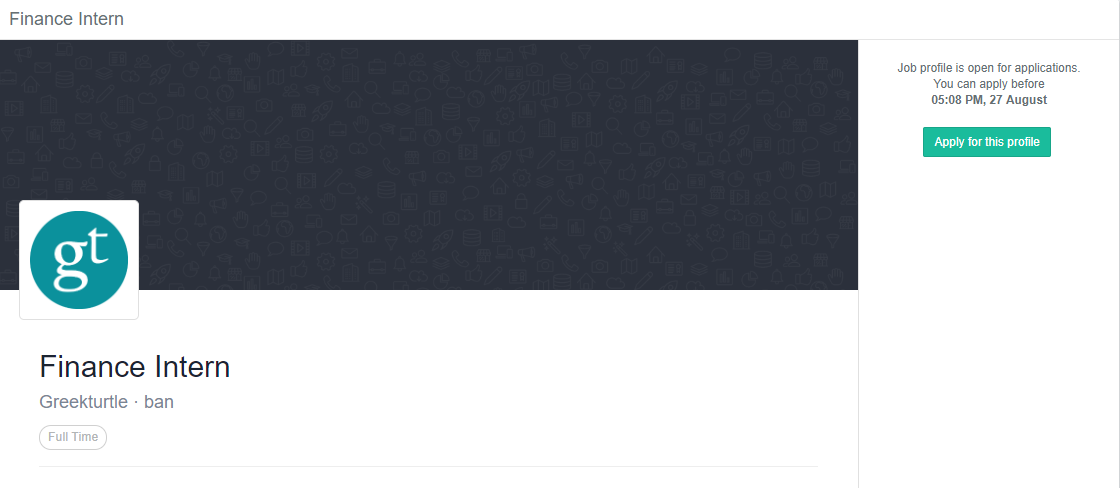 Finance Intern
Job profile is open for applications.
You can apply before
05:08 PM, 27 August
Apply for this profile
gt
Finance Intern
Greekturtle · ban
Full Time